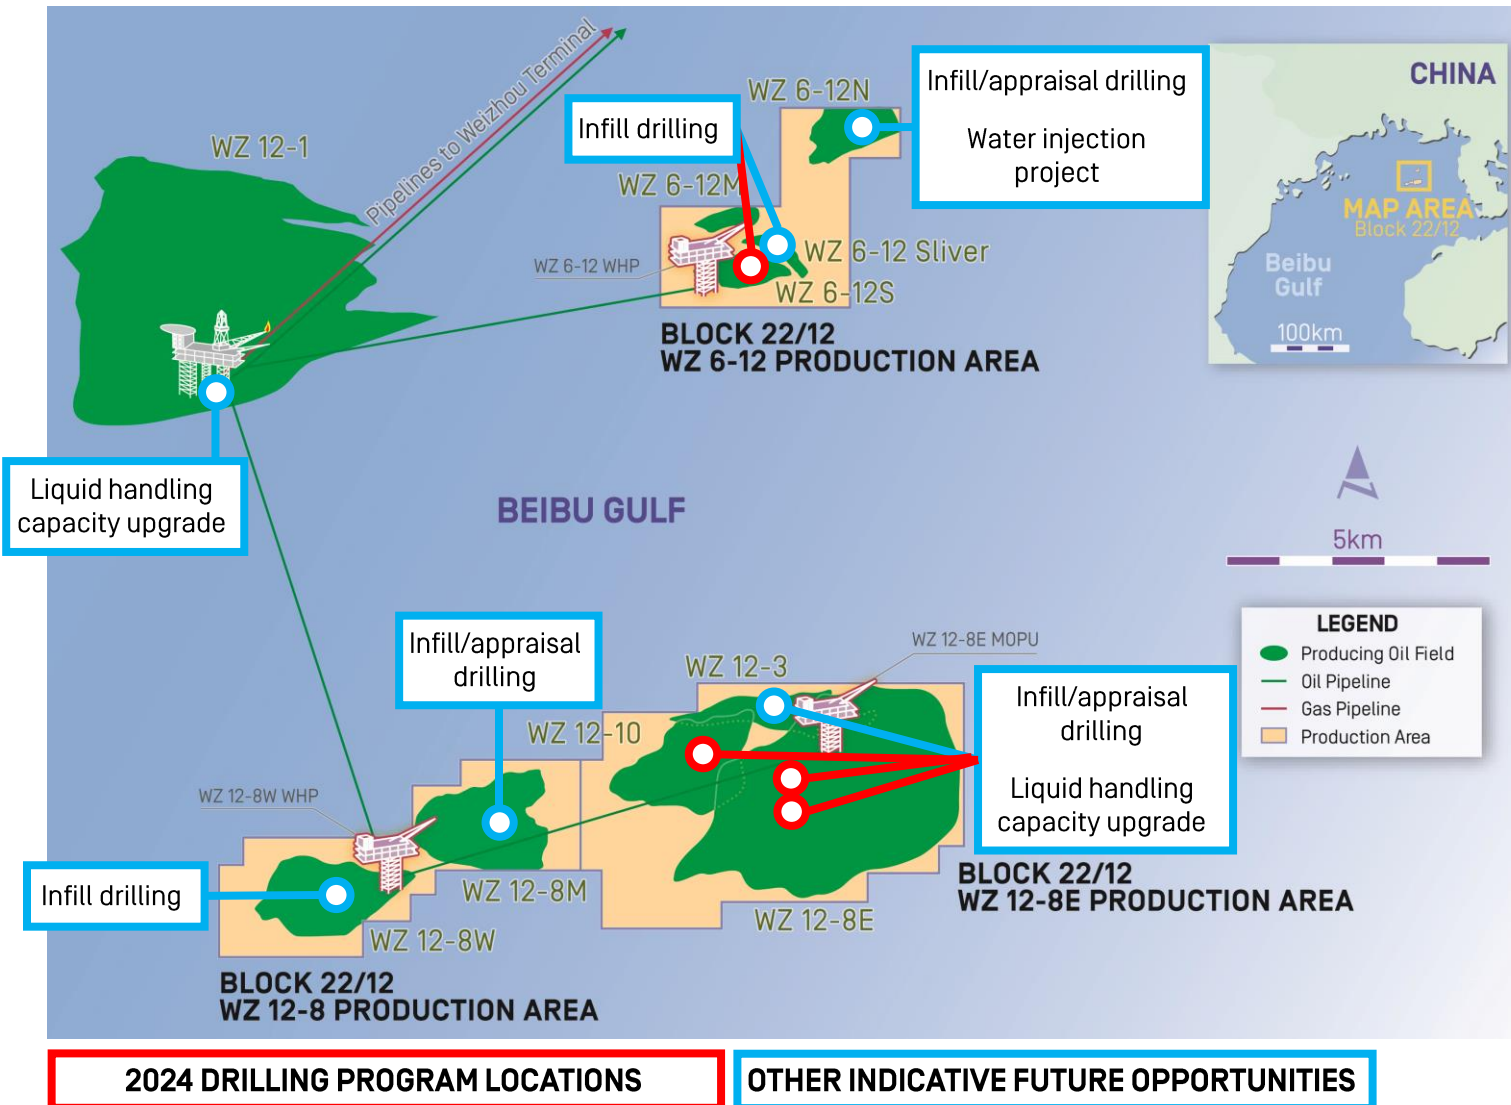 Pipelines to Weizhou Terminal
WZ 12-1
WZ 6-12N
Infill drilling
Infill/appraisal drilling
Water injection
project
WZ 6-12M
WZ 6-12 WHP
WZ 6-12 Sliver
WZ 6-12S
BLOCK 22/12
WZ 6-12 PRODUCTION AREA
CHINA
MAP AREA
Block 22/12
Beibu
Gulf
100km
Liquid handling
capacity upgrade
BEIBU GULF
5km
LEGEND
Producing Oil Field
Oil Pipeline
Gas Pipeline
Production Area
Infill/appraisal
drilling
WZ 12-3
WZ 12-8E MOPU
Infill/appraisal
drilling
Liquid handling
capacity upgrade
WZ 12-10
WZ 12-8W WHP
Infill drilling
WZ 12-8M
WZ 12-8W
WZ 12-8E
BLOCK 22/12
WZ 12-8E PRODUCTION AREA
BLOCK 22/12
WZ 12-8 PRODUCTION AREA
2024 DRILLING PROGRAM LOCATIONS
OTHER INDICATIVE FUTURE OPPORTUNITIES